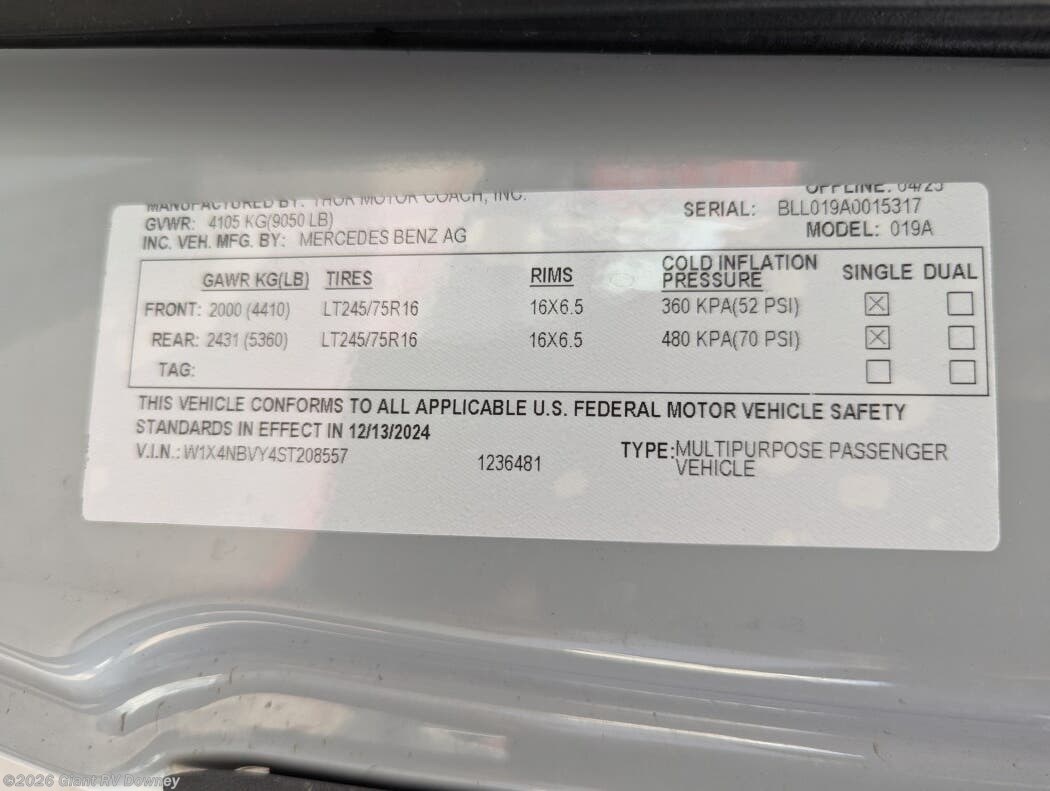 MANUFACTURED BY: THOR MOTOR COACH, INC. OFFLINE: 04/25
GVWR: 4105 KG(9050 LB) SERIAL: BLL019A0015317
INC. VEH. MFG. BY: MERCEDES BENZ AG MODEL: 019A
GAWR KG(LB) TIRES RIMS COLD INFLATION PRESSURE SINGLE DUAL
FRONT: 2000 (4410) LT245/75R16 16X6.5 360 KPA(52 PSI)
REAR: 2431 (5360) LT245/75R16 16X6.5 480 KPA(70 PSI)
TAG:
THIS VEHICLE CONFORMS TO ALL APPLICABLE U.S. FEDERAL MOTOR VEHICLE SAFETY
STANDARDS IN EFFECT IN 12/13/2024
V.I.N.: W1X4NBVY4ST208557 1236481 TYPE:MULTIPURPOSE PASSENGER
VEHICLE
©2026 Giant RV Downey